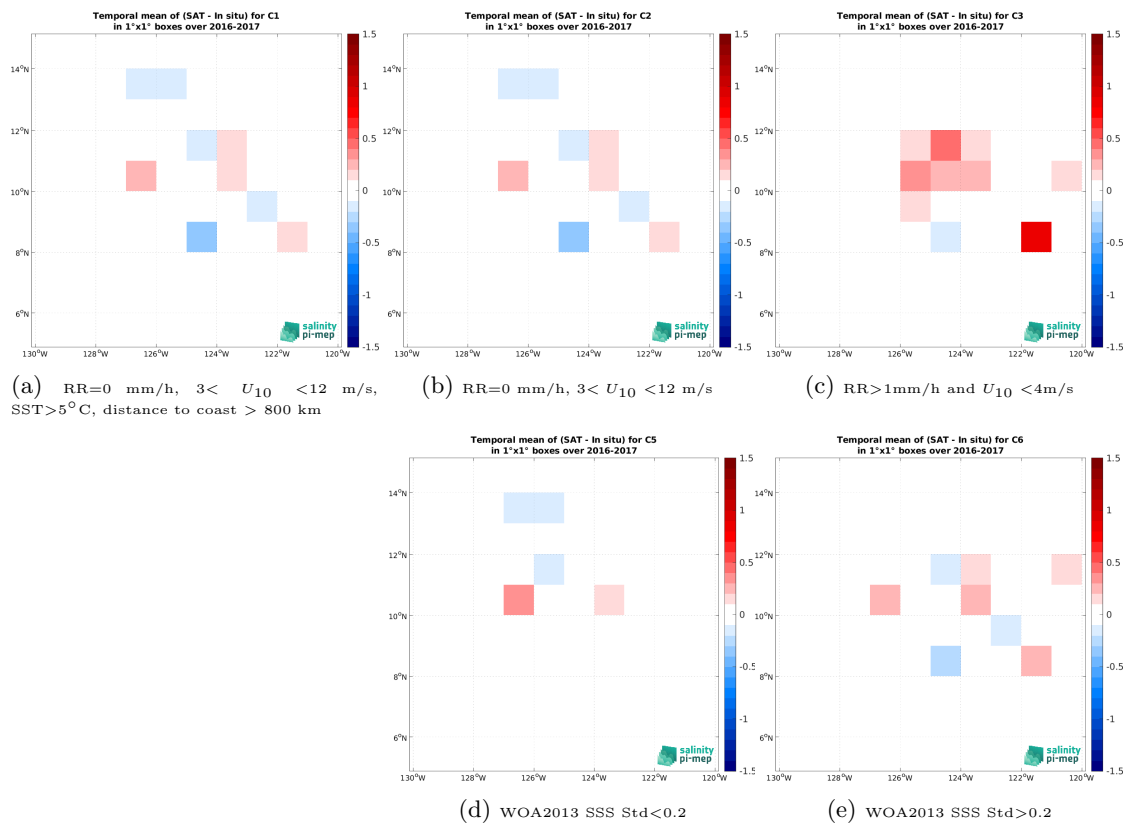 Temporal mean of (SAT - In situ) for C1
in 1°x1° boxes over 2016-2017
14°N
12°N
10°N
8°N
6°N
130°W 128°W 126°W 124°W 122°W 120°W
1.5
1
0.5
0
-0.5
-1
-1.5
salinity
pi-mep
(a) RR=0 mm/h, 3< U10 <12 m/s,
SST>5°C, distance to coast > 800 km
Temporal mean of (SAT - In situ) for C2
in 1°x1° boxes over 2016-2017
14°N
12°N
10°N
8°N
6°N
130°W 128°W 126°W 124°W 122°W 120°W
1.5
1
0.5
0
-0.5
-1
-1.5
salinity
pi-mep
(b) RR=0 mm/h, 3< U10 <12 m/s
Temporal mean of (SAT - In situ) for C3
in 1°x1° boxes over 2016-2017
14°N
12°N
10°N
8°N
6°N
130°W 128°W 126°W 124°W 122°W 120°W
1.5
1
0.5
0
-0.5
-1
-1.5
salinity
pi-mep
(c) RR>1mm/h and U10 <4m/s
Temporal mean of (SAT - In situ) for C5
in 1°x1° boxes over 2016-2017
14°N
12°N
10°N
8°N
6°N
130°W 128°W 126°W 124°W 122°W 120°W
1.5
1
0.5
0
-0.5
-1
-1.5
salinity
pi-mep
(d) WOA2013 SSS Std<0.2
Temporal mean of (SAT - In situ) for C6
in 1°x1° boxes over 2016-2017
14°N
12°N
10°N
8°N
6°N
130°W 128°W 126°W 124°W 122°W 120°W
1.5
1
0.5
0
-0.5
-1
-1.5
salinity
pi-mep
(e) WOA2013 SSS Std>0.2